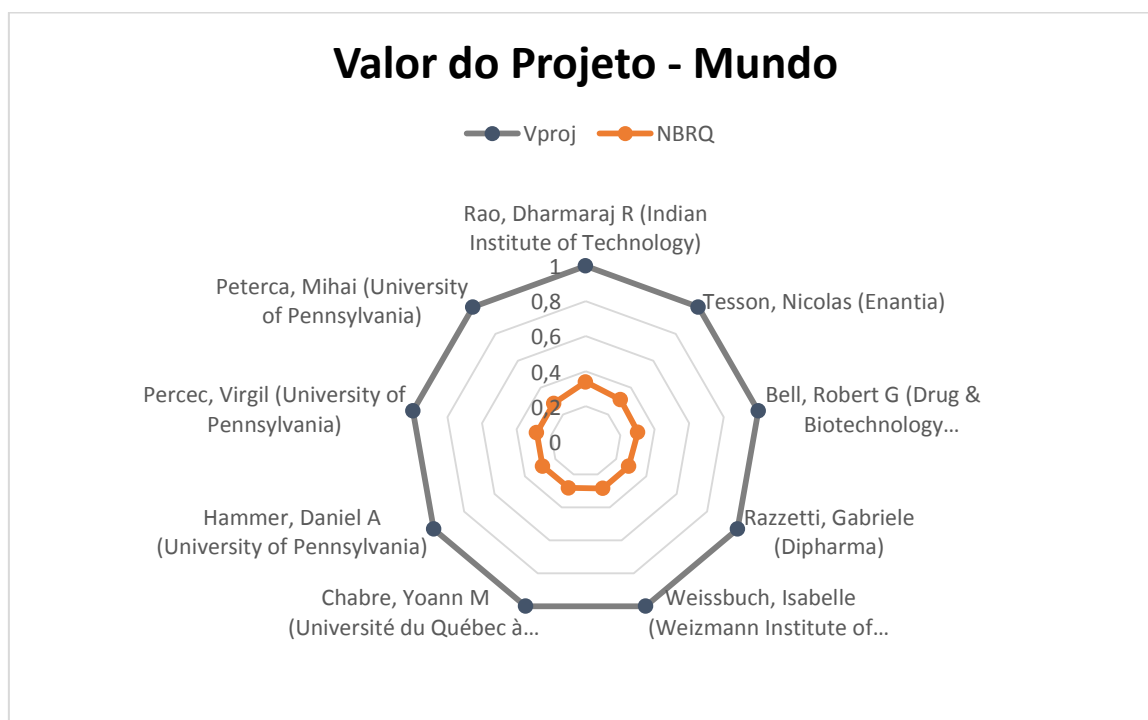 Valor do Projeto - Mundo
Vproj
NBRQ
Rao, Dharmaraj R (Indian
Institute of Technology)
Tesson, Nicolas (Enantia)
Bell, Robert G (Drug &
Biotechnology...
Razzetti, Gabriele
(Dipharma)
Weissbuch, Isabelle
(Weizmann Institute of...
Chabre, Yoann M
(Université du Québec à...
Hammer, Daniel A
(University of Pennsylvania)
Percec, Virgil (University of
Pennsylvania)
Peterca, Mihai (University
of Pennsylvania)
1
0,8
0,6
0,4
0,2
0